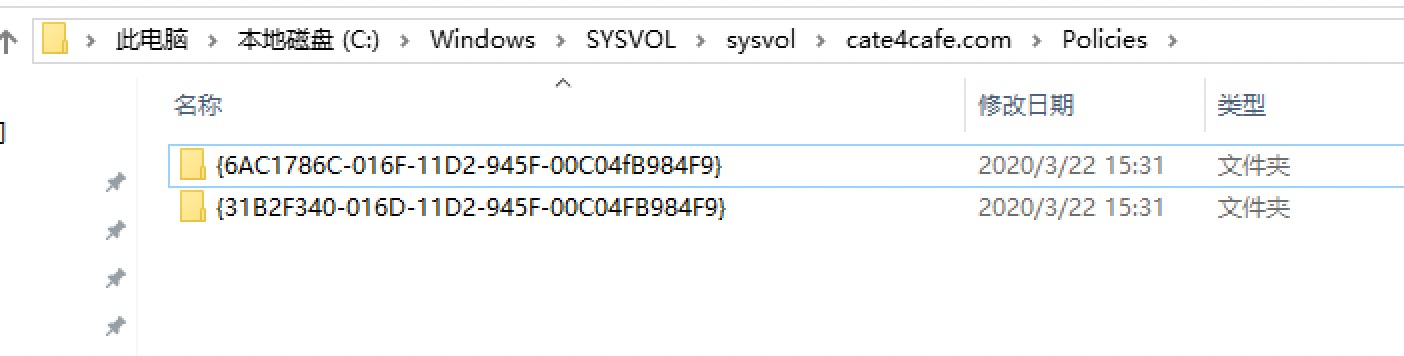 此电脑 > 本地磁盘 (C:) > Windows > SYSVOL > sysvol > cate4cafe.com > Policies >
名称 修改日期 类型
{6AC1786C-016F-11D2-945F-00C04fB984F9} 2020/3/22 15:31 文件夹
{31B2F340-016D-11D2-945F-00C04FB984F9} 2020/3/22 15:31 文件夹